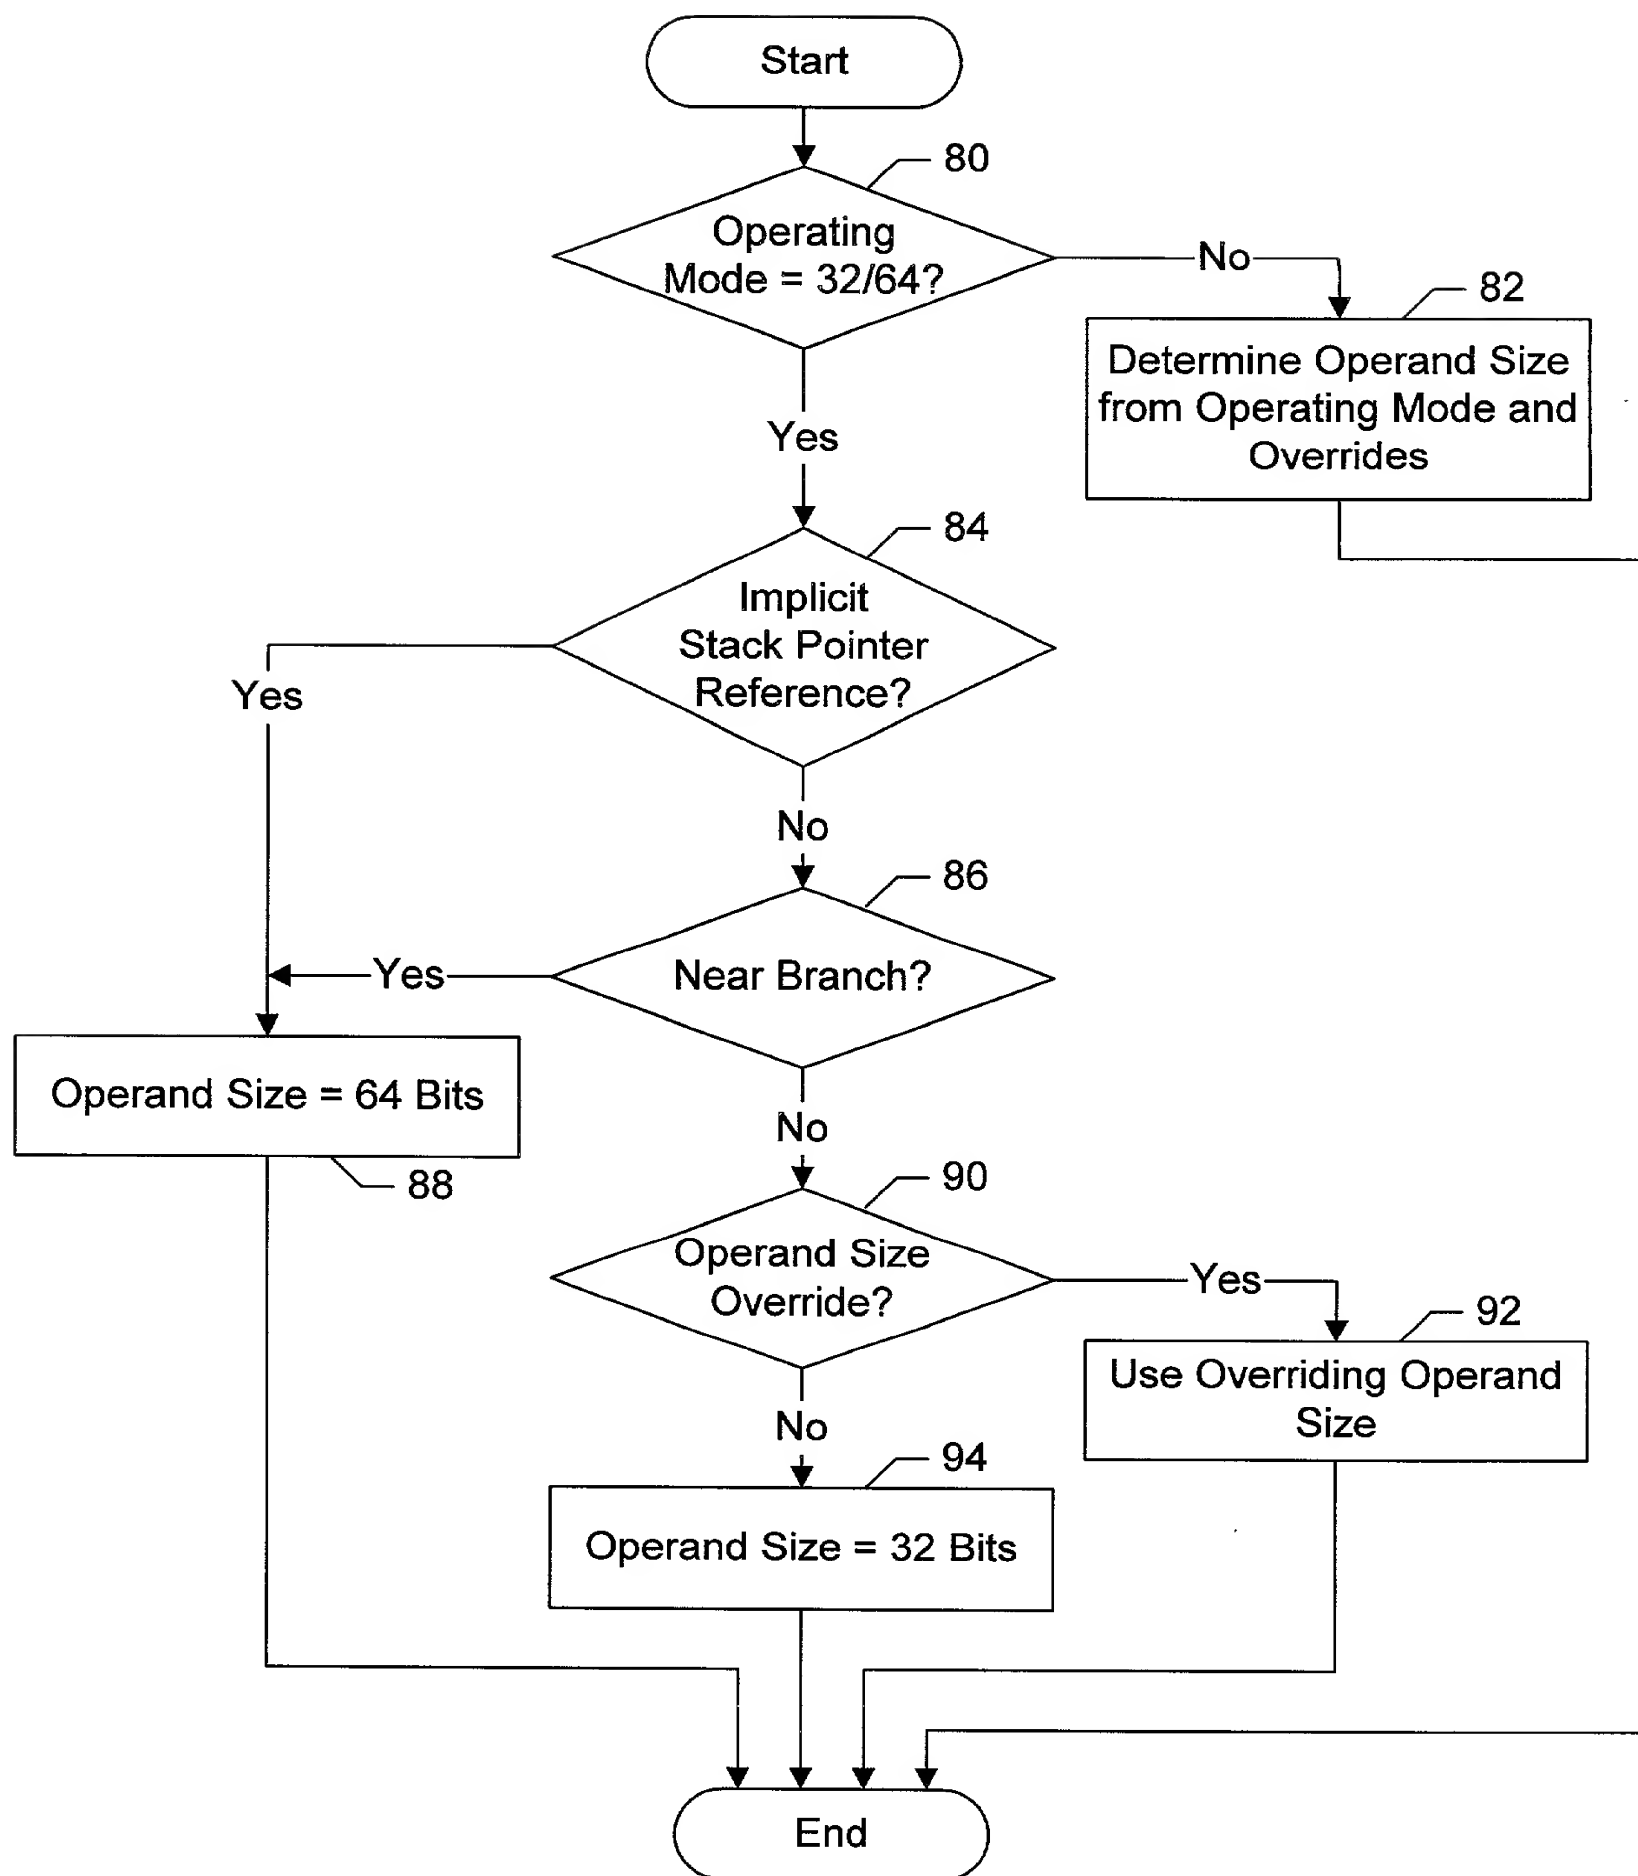 Start
80
Operating
Mode = 32/64?
No
82
Determine Operand Size
from Operating Mode and
Overrides
Yes
84
Implicit
Stack Pointer
Reference?
Yes
No
86
Near Branch?
Yes
Operand Size = 64 Bits
88
No
90
Operand Size
Override?
Yes
92
Use Overriding Operand
Size
No
94
Operand Size = 32 Bits
End